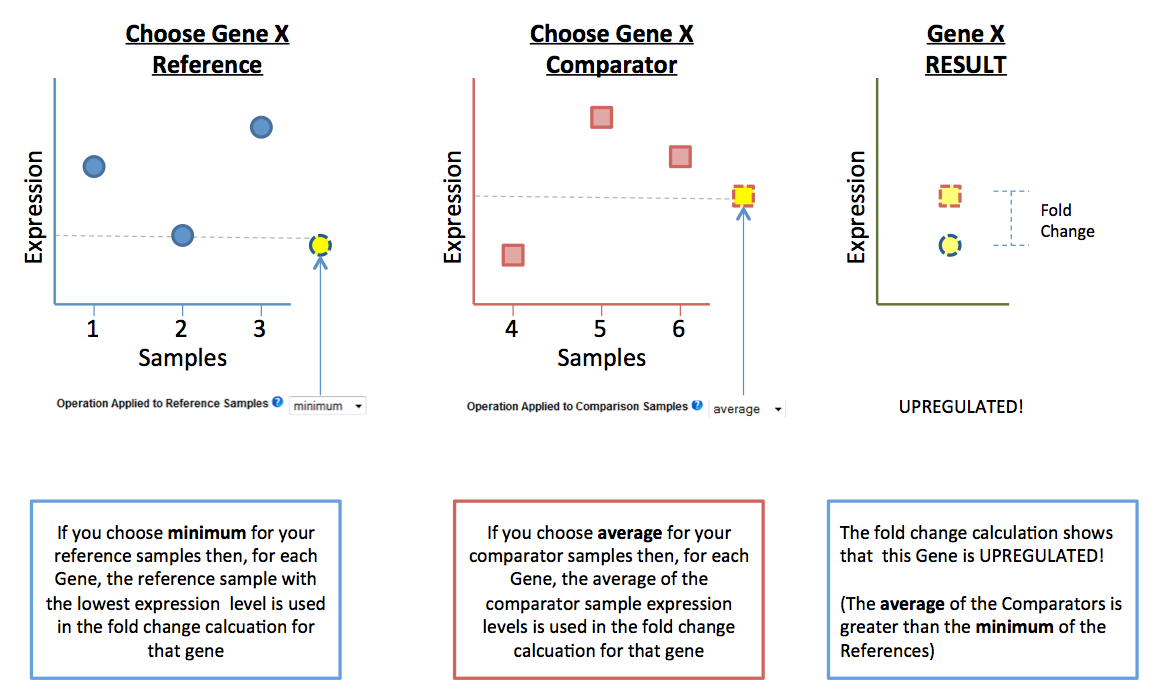 Choose Gene X
Reference
Expression
1
2
3
Samples
Operation Applied to Reference Samples ?
minimum
Choose Gene X
Comparator
Expression
4
5
6
Samples
Operation Applied to Comparison Samples ?
average
Gene X
RESULT
Expression
Fold
Change
UPREGULATED!
If you choose minimum for your
reference samples then, for each
Gene, the reference sample with
the lowest expression level is used
in the fold change calcuation for
that gene
If you choose average for your
comparator samples then, for each
Gene, the average of the
comparator sample expression
levels is used in the fold change
calcuation for that gene
The fold change calculation shows
that this Gene is UPREGULATED!
(The average of the Comparators is
greater than the minimum of the
References)